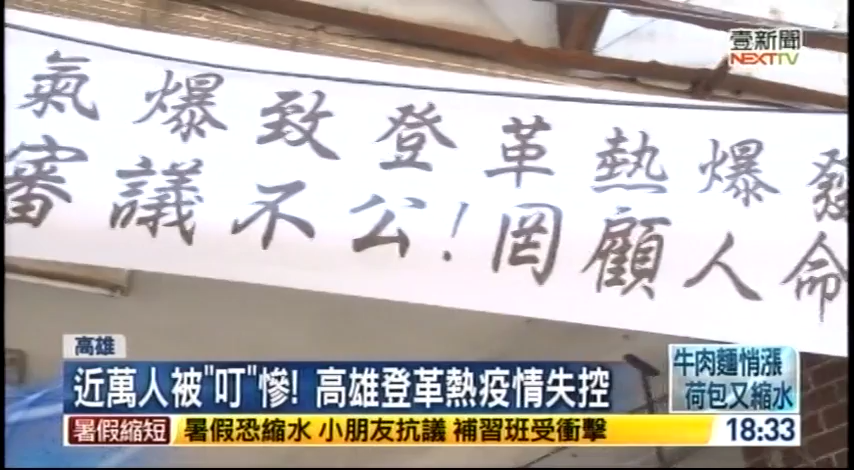 壹新聞
NEXTTV
氣爆致登革熱爆發
審議不公!罔顧人命
高雄
近萬人被"叮"慘! 高雄登革熱疫情失控
牛肉麵悄漲
荷包又縮水
暑假縮短 暑假恐縮水 小朋友抗議 補習班受衝擊
18:33